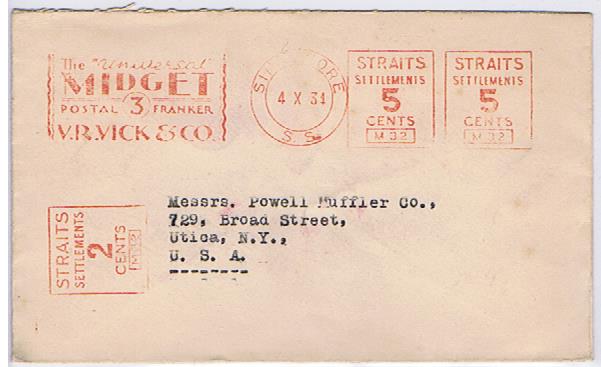 The "Universal"
MIDGET
POSTAL 3 FRANKER
V.R.VICK & CO.
SINGAPORE
4 X 34
S.S.
STRAITS
SETTLEMENTS
5
CENTS
M 32
STRAITS
SETTLEMENTS
5
CENTS
M 32
STRAITS
SETTLEMENTS
2
CENTS
M 32
Messrs. Powell Muffler Co.,
729, Broad Street,
Utica, N.Y.,
U. S. A.